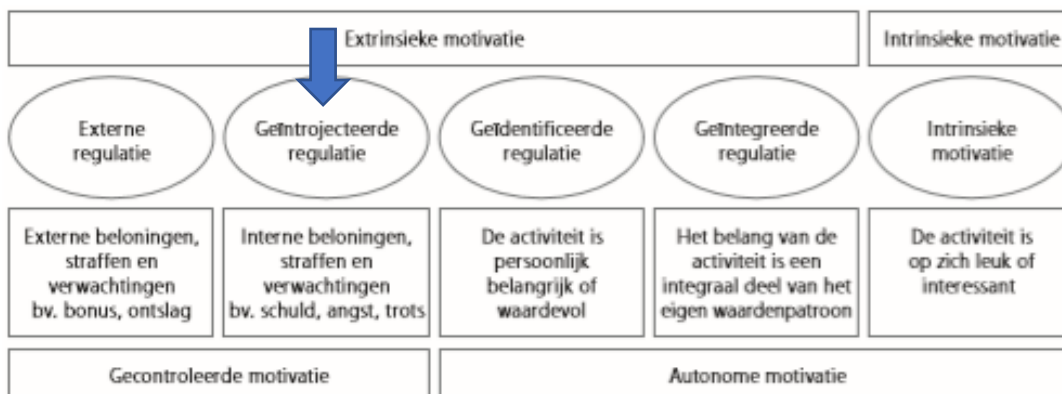 Extrinsieke motivatie
Intrinsieke motivatie
Externe
regulatie
Geïntrojecteerde
regulatie
Geïdentificeerde
regulatie
Geïntegreerde
regulatie
Intrinsieke
motivatie
Externe beloningen,
straffen en
verwachtingen
bv. bonus, ontslag
Interne beloningen,
straffen en
verwachtingen
bv. schuld, angst, trots
De activiteit is
persoonlijk
belangrijk of
waardevol
Het belang van de
activiteit is een
integraal deel van het
eigen waardenpatroon
De activiteit is
op zich leuk of
interessant
Gecontroleerde motivatie
Autonome motivatie